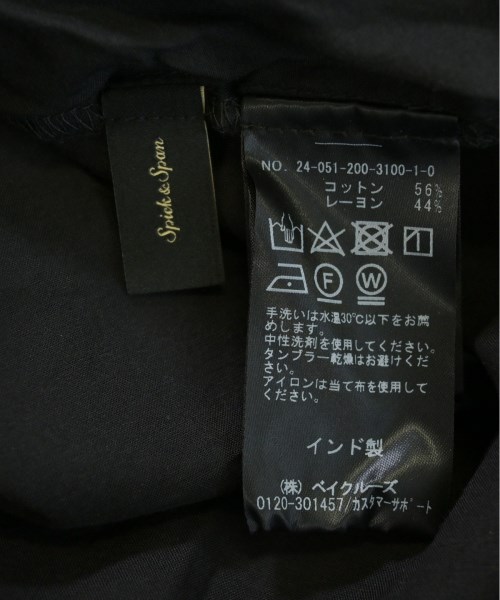 Spick & Span
NO. 24-051-200-3100-1-0
コットン 56%
レーヨン 44%
F W
手洗いは水温30℃以下をお薦
めします。
中性洗剤を使用してください。
タンブラー乾燥はお避けくださ
い。
アイロンは当て布を使用して
ください。
インド製
(株) ベイクルーズ
0120-301457/カスタマーサポート